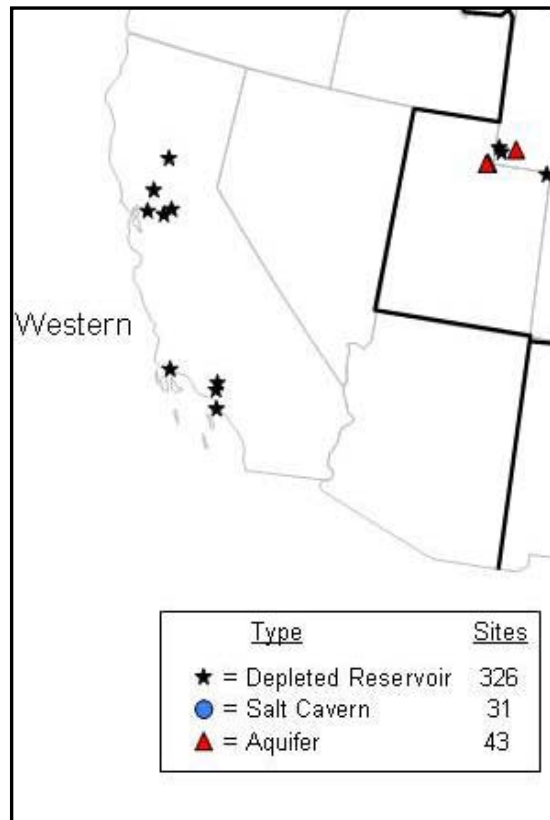 Western
Type Sites
★ = Depleted Reservoir 326
= Salt Cavern 31
= Aquifer 43